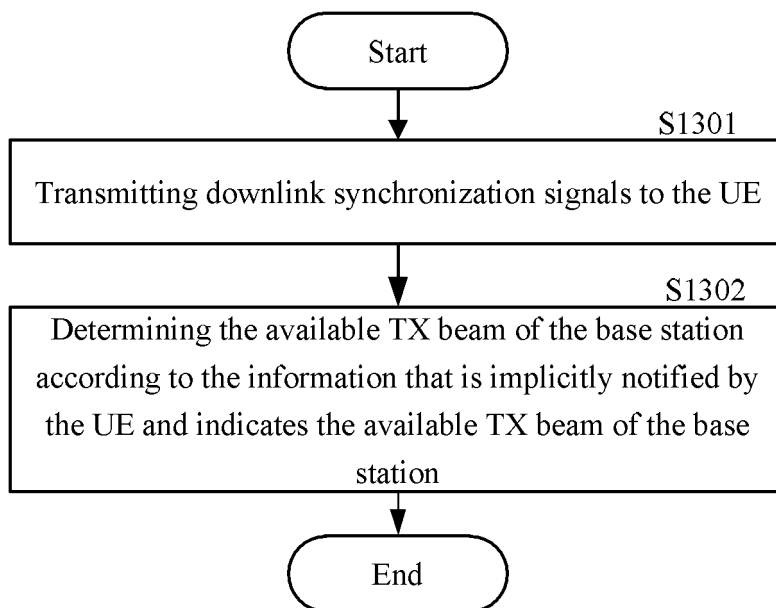 Start
S1301
Transmitting downlink synchronization signals to the UE
S1302
Determining the available TX beam of the base station
according to the information that is implicitly notified by
the UE and indicates the available TX beam of the base
station
End